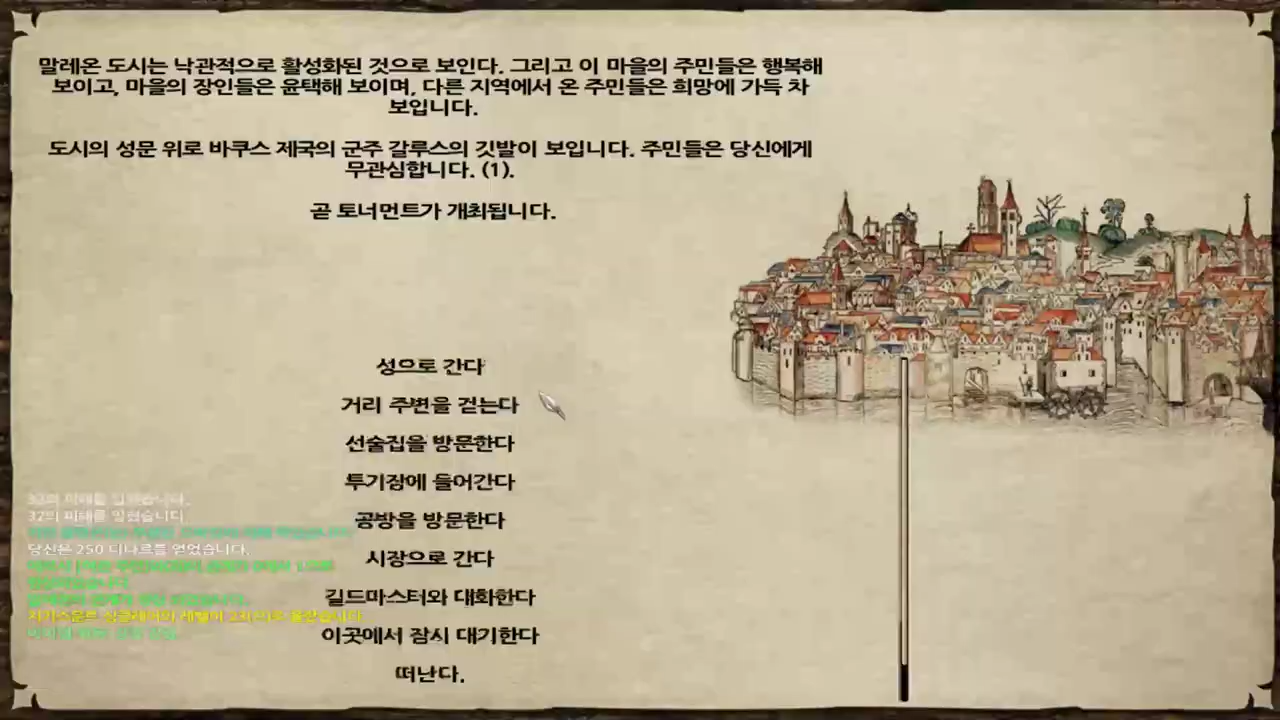 말레온 도시는 낙관적으로 활성화된 것으로 보인다. 그리고 이 마을의 주민들은 행복해
보이고, 마을의 장인들은 윤택해 보이며, 다른 지역에서 온 주민들은 희망에 가득 차
보입니다.
도시의 성문 위로 바쿠스 제국의 군주 갈루스의 깃발이 보입니다. 주민들은 당신에게
무관심합니다. (1).
곧 토너먼트가 개최됩니다.
성으로 간다
거리 주변을 걷는다
선술집을 방문한다
투기장에 들어간다
공방을 방문한다
시장으로 간다
길드마스터와 대화한다
이곳에서 잠시 대기한다
떠난다.
32의 피해를 입혔습니다.
당신은 250 디나르를 얻었습니다.